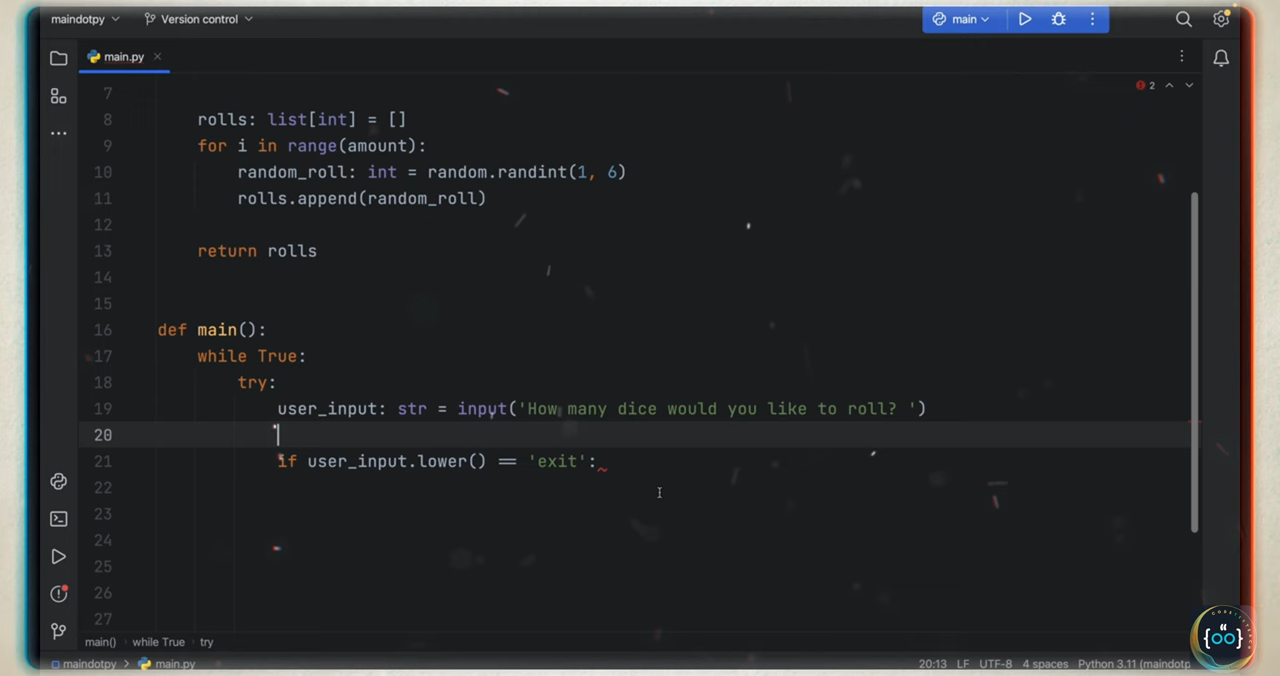 maindotpy Version control main
main.py
2
7
8 rolls: list[int] = []
9 for i in range(amount):
10 random_roll: int = random.randint(1, 6)
11 rolls.append(random_roll)
12
13 return rolls
14
15
16 def main():
17 while True:
18 try:
19 user_input: str = input('How many dice would you like to roll? ')
20
21 if user_input.lower() == 'exit':
22
23
24
25
26
27
main() while True try
maindotpy main.py 20:13 LF UTF-8 4 spaces Python 3.11 (maindotp